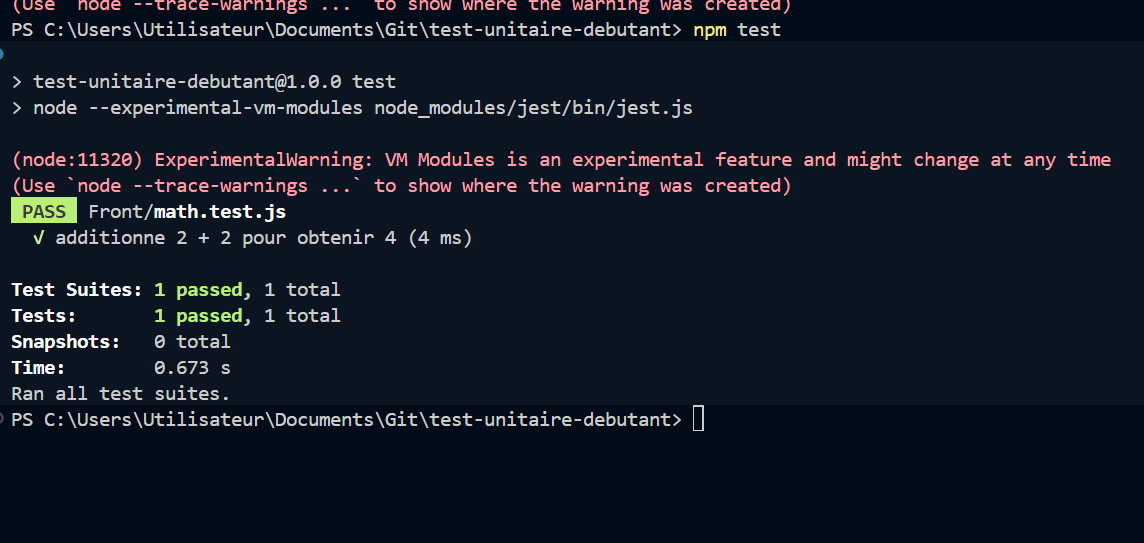 (Use `node --trace-warnings ...` to show where the warning was created)
PS C:\Users\Utilisateur\Documents\Git\test-unitaire-debutant> npm test
> test-unitaire-debutant@1.0.0 test
> node --experimental-vm-modules node_modules/jest/bin/jest.js
(node:11320) ExperimentalWarning: VM Modules is an experimental feature and might change at any time
(Use `node --trace-warnings ...` to show where the warning was created)
PASS Front/math.test.js
√ additionne 2 + 2 pour obtenir 4 (4 ms)
Test Suites: 1 passed, 1 total
Tests: 1 passed, 1 total
Snapshots: 0 total
Time: 0.673 s
Ran all test suites.
PS C:\Users\Utilisateur\Documents\Git\test-unitaire-debutant>